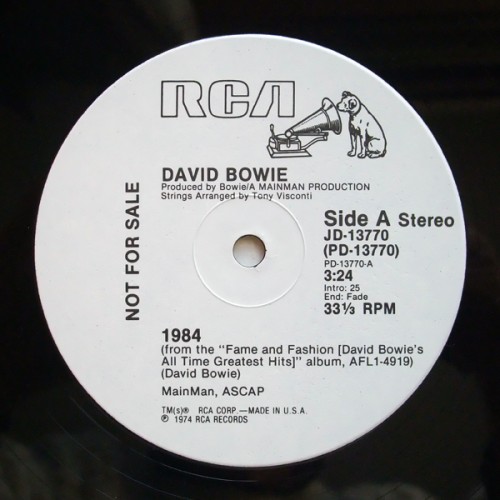 RCA
DAVID BOWIE
Produced by Bowie/A MAINMAN PRODUCTION
Strings Arranged by Tony Visconti
NOT FOR SALE
Side A Stereo
JD-13770
(PD-13770)
PD-13770-A
3:24
Intro: 25
End: Fade
33⅓ RPM
1984
(from the "Fame and Fashion [David Bowie's
All Time Greatest Hits]" album, AFL1-4919)
(David Bowie)
MainMan, ASCAP
TM(s)® RCA CORP.—MADE IN U.S.A.
℗ 1974 RCA RECORDS